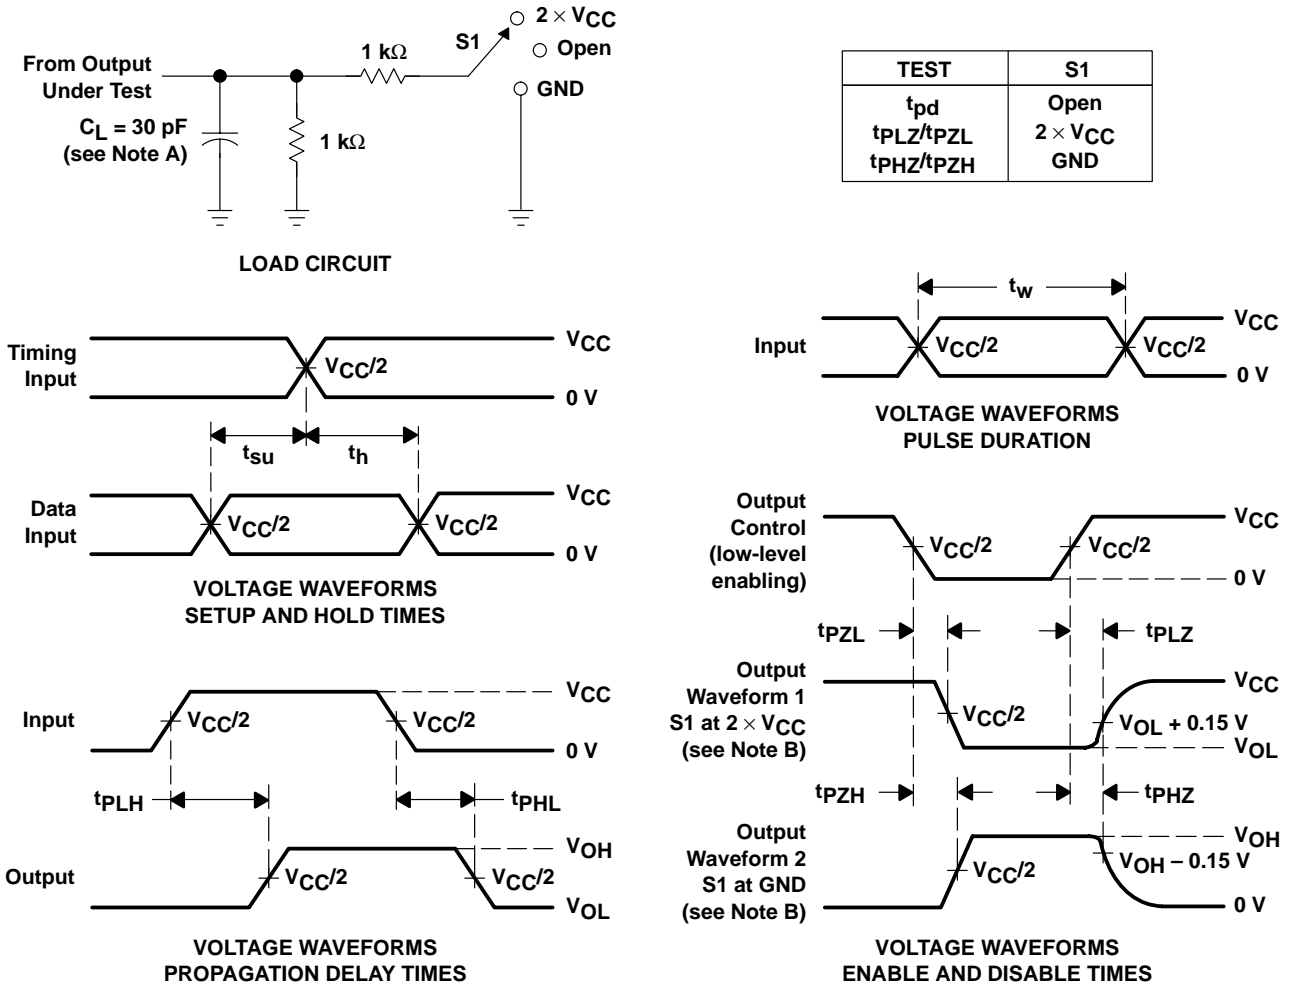 From Output
Under Test
CL = 30 pF
(see Note A)
1 kΩ
1 kΩ
S1
2 × VCC
Open
GND
LOAD CIRCUIT
TEST S1
tpd Open
tPLZ/tPZL 2 × VCC
tPHZ/tPZH GND
Timing
Input
VCC/2
VCC
0 V
tsu
th
Data
Input
VCC/2
VCC/2
VCC
0 V
VOLTAGE WAVEFORMS
SETUP AND HOLD TIMES
tw
Input
VCC/2
VCC/2
VCC
0 V
VOLTAGE WAVEFORMS
PULSE DURATION
Input
VCC/2
VCC/2
VCC
0 V
tPLH
tPHL
Output
VCC/2
VCC/2
VOH
VOL
VOLTAGE WAVEFORMS
PROPAGATION DELAY TIMES
Output
Control
(low-level
enabling)
VCC/2
VCC/2
VCC
0 V
tPZL
tPLZ
Output
Waveform 1
S1 at 2 × VCC
(see Note B)
VCC/2
VCC
VOL + 0.15 V
VOL
tPZH
tPHZ
Output
Waveform 2
S1 at GND
(see Note B)
VCC/2
VOH
VOH – 0.15 V
0 V
VOLTAGE WAVEFORMS
ENABLE AND DISABLE TIMES